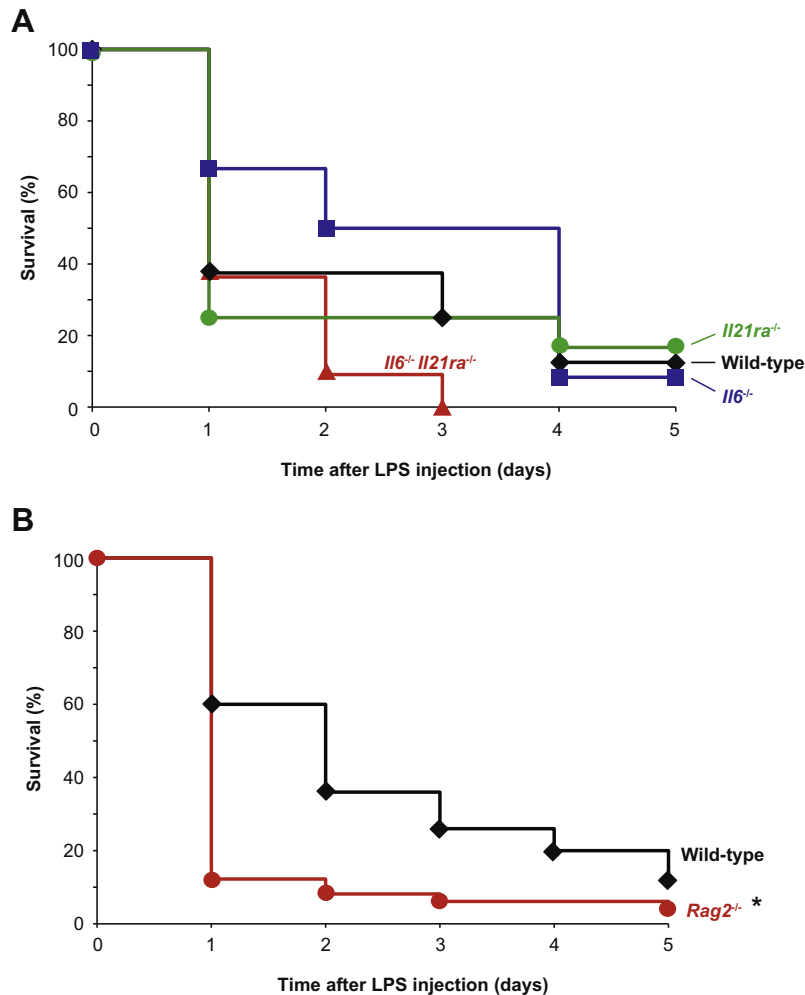 A
100
80
60
40
20
0
Survival (%)
Il6-/- Il21ra-/-
Il21ra-/-
Wild-type
Il6-/-
0 1 2 3 4 5
Time after LPS injection (days)
B
100
80
60
40
20
0
Survival (%)
Wild-type
Rag2-/- *
0 1 2 3 4 5
Time after LPS injection (days)